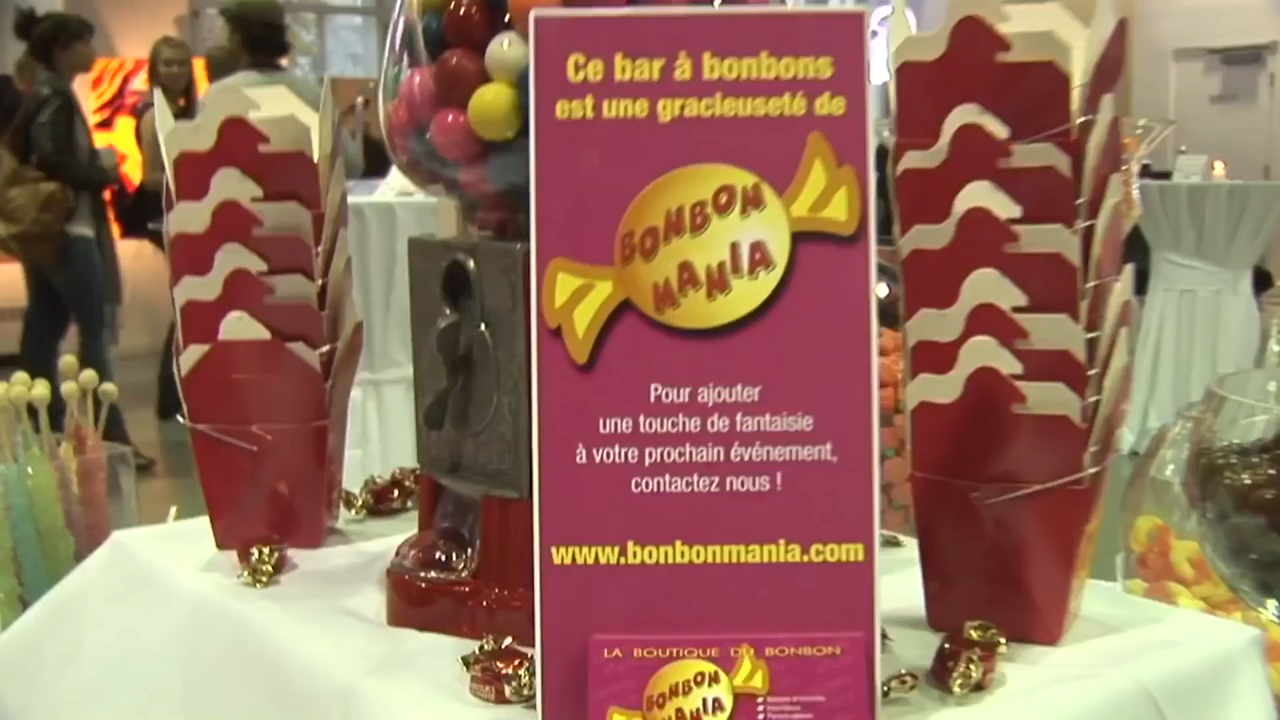 Ce bar à bonbons
est une gracieuseté de
BONBON
MANIA
Pour ajouter
une touche de fantaisie
à votre prochain événement,
contactez nous !
www.bonbonmania.com
LA BOUTIQUE DU BONBON
BONBON
MANIA